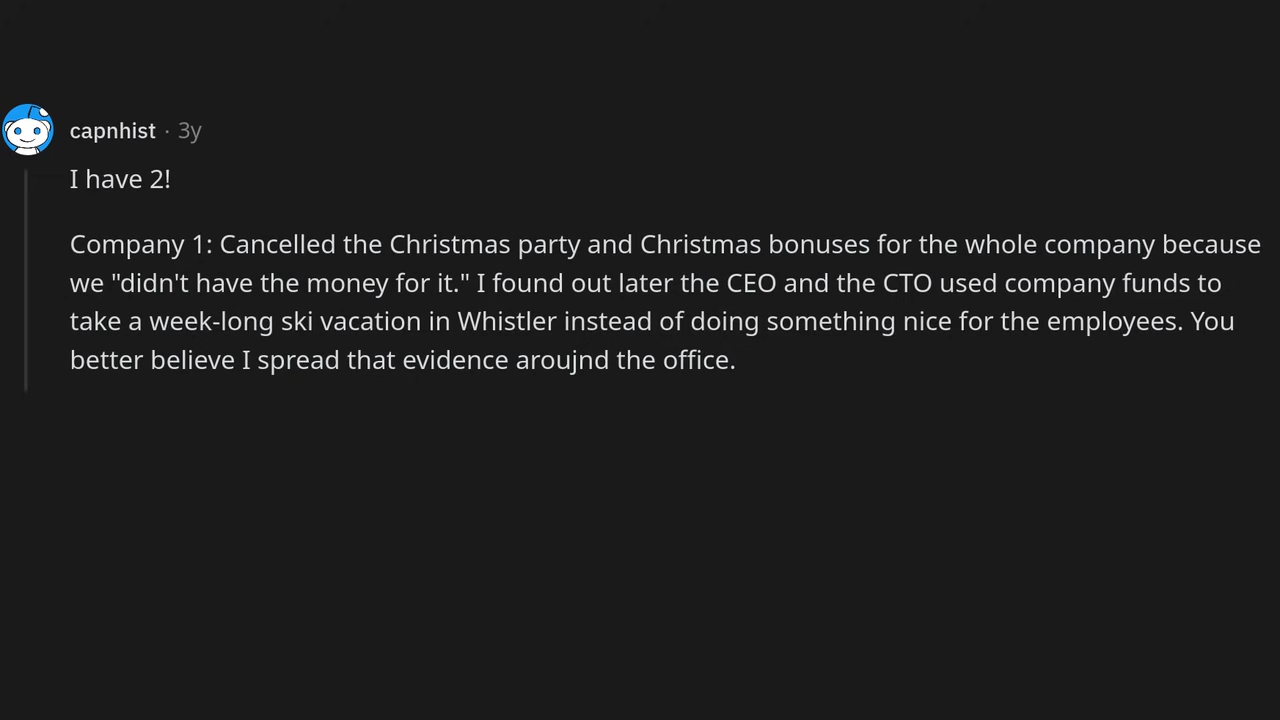 capnhist · 3y
I have 2!
Company 1: Cancelled the Christmas party and Christmas bonuses for the whole company because
we "didn't have the money for it." I found out later the CEO and the CTO used company funds to
take a week-long ski vacation in Whistler instead of doing something nice for the employees. You
better believe I spread that evidence aroujnd the office.